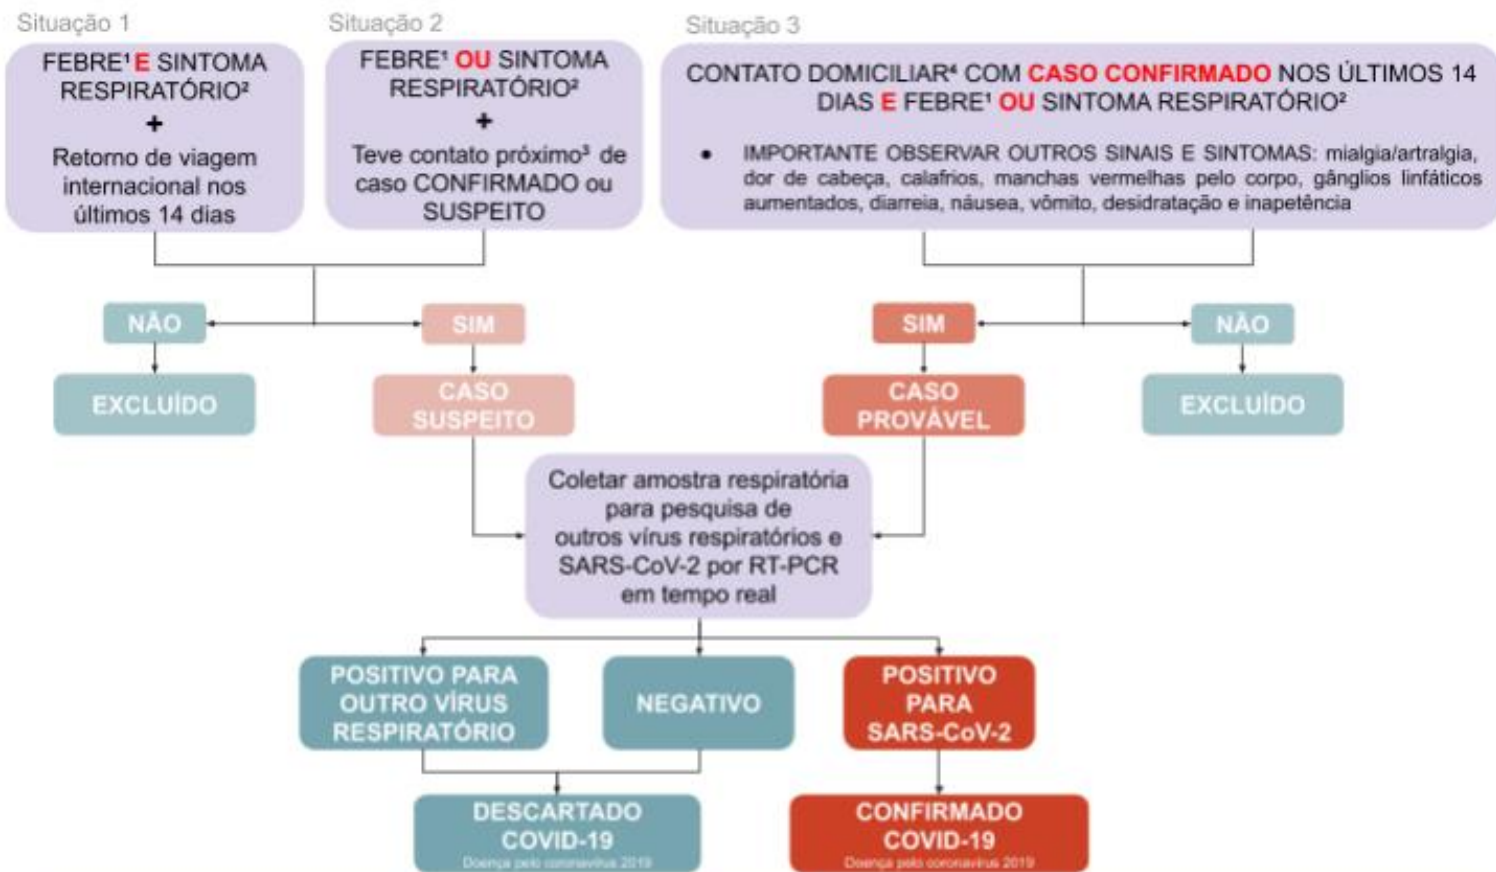 Situação 1
FEBRE¹ E SINTOMA
RESPIRATÓRIO²
+
Retorno de viagem
internacional nos
últimos 14 dias
Situação 2
FEBRE¹ OU SINTOMA
RESPIRATÓRIO²
+
Teve contato próximo³ de
caso CONFIRMADO ou
SUSPEITO
Situação 3
CONTATO DOMICILIAR⁴ COM CASO CONFIRMADO NOS ÚLTIMOS 14
DIAS E FEBRE¹ OU SINTOMA RESPIRATÓRIO²
• IMPORTANTE OBSERVAR OUTROS SINAIS E SINTOMAS: mialgia/artralgia,
dor de cabeça, calafrios, manchas vermelhas pelo corpo, gânglios linfáticos
aumentados, diarreia, náusea, vômito, desidratação e inapetência
NÃO
SIM
SIM
NÃO
EXCLUÍDO
CASO
SUSPEITO
CASO
PROVÁVEL
EXCLUÍDO
Coletar amostra respiratória
para pesquisa de
outros vírus respiratórios e
SARS-CoV-2 por RT-PCR
em tempo real
POSITIVO PARA
OUTRO VÍRUS
RESPIRATÓRIO
NEGATIVO
POSITIVO
PARA
SARS-CoV-2
DESCARTADO
COVID-19
Doença pelo coronavírus 2019
CONFIRMADO
COVID-19
Doença pelo coronavírus 2019